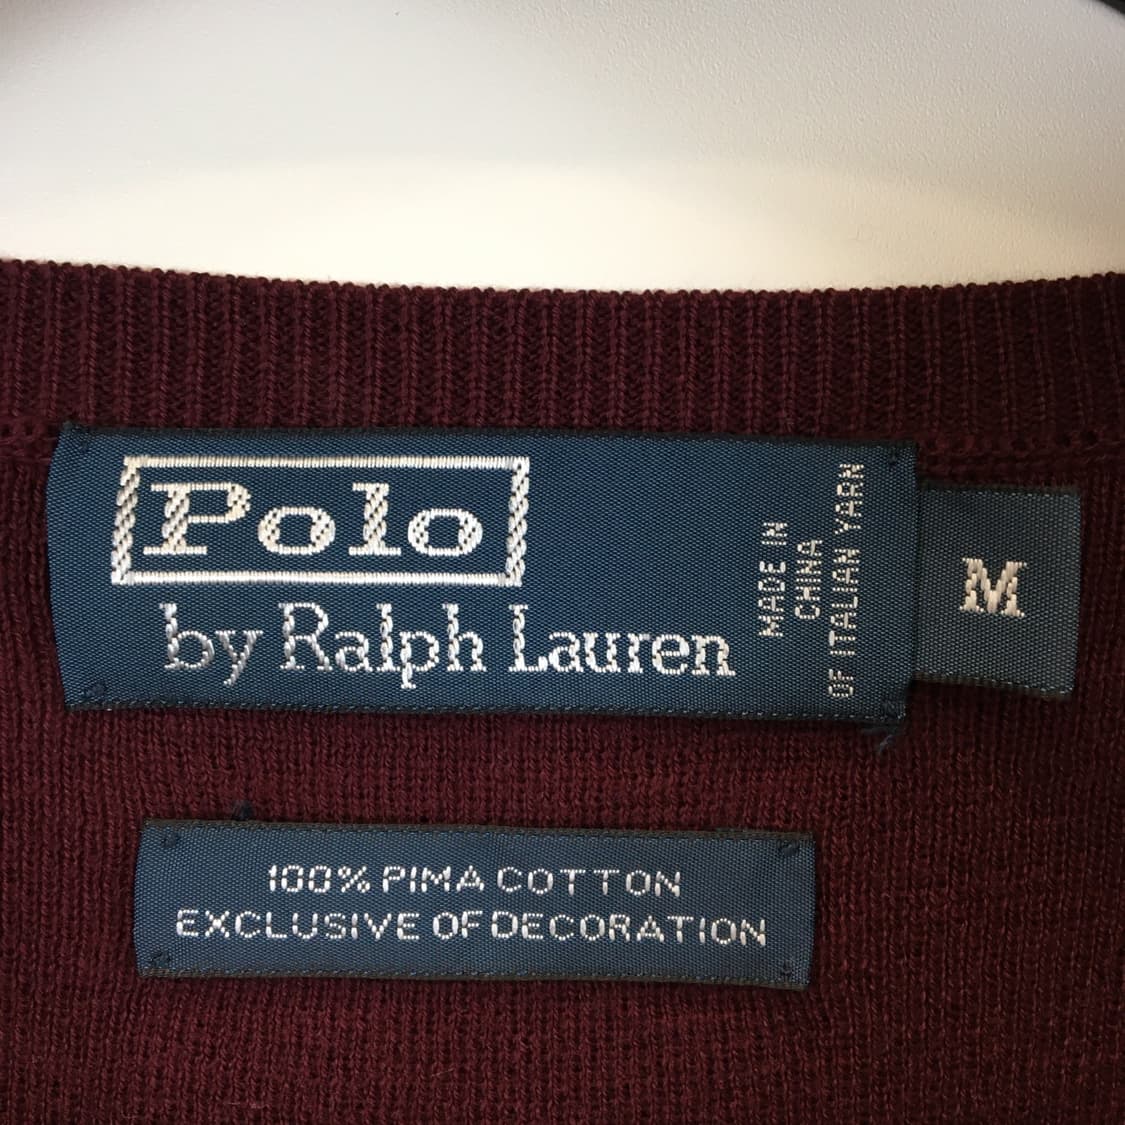 Polo
by Ralph Lauren
MADE IN
CHINA
OF ITALIAN YARN
M
100% PIMA COTTON
EXCLUSIVE OF DECORATION